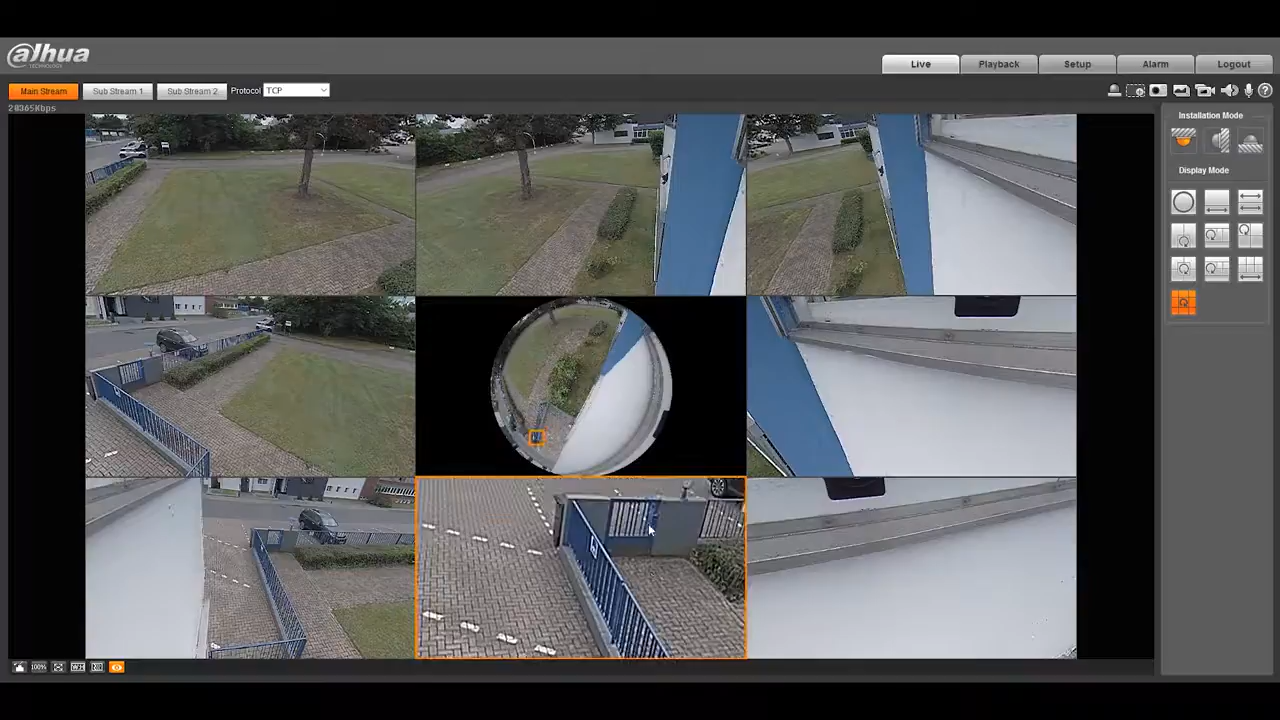 alhua
TECHNOLOGY
Live
Playback
Setup
Alarm
Logout
Main Stream
Sub Stream 1
Sub Stream 2
Protocol
TCP
20365Kbps
Installation Mode
Display Mode
100%
W:H